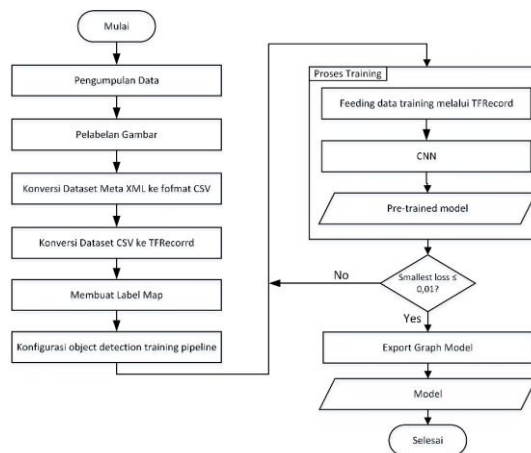 Mulai
Pengumpulan Data
Pelabelan Gambar
Konversi Dataset Meta XML ke fofmat CSV
Konversi Dataset CSV ke TFRecorrd
Membuat Label Map
Konfigurasi object detection training pipeline
Proses Training
Feeding data training melalui TFRecord
CNN
Pre-trained model
Smallest loss ≤
0,01?
No
Yes
Export Graph Model
Model
Selesai